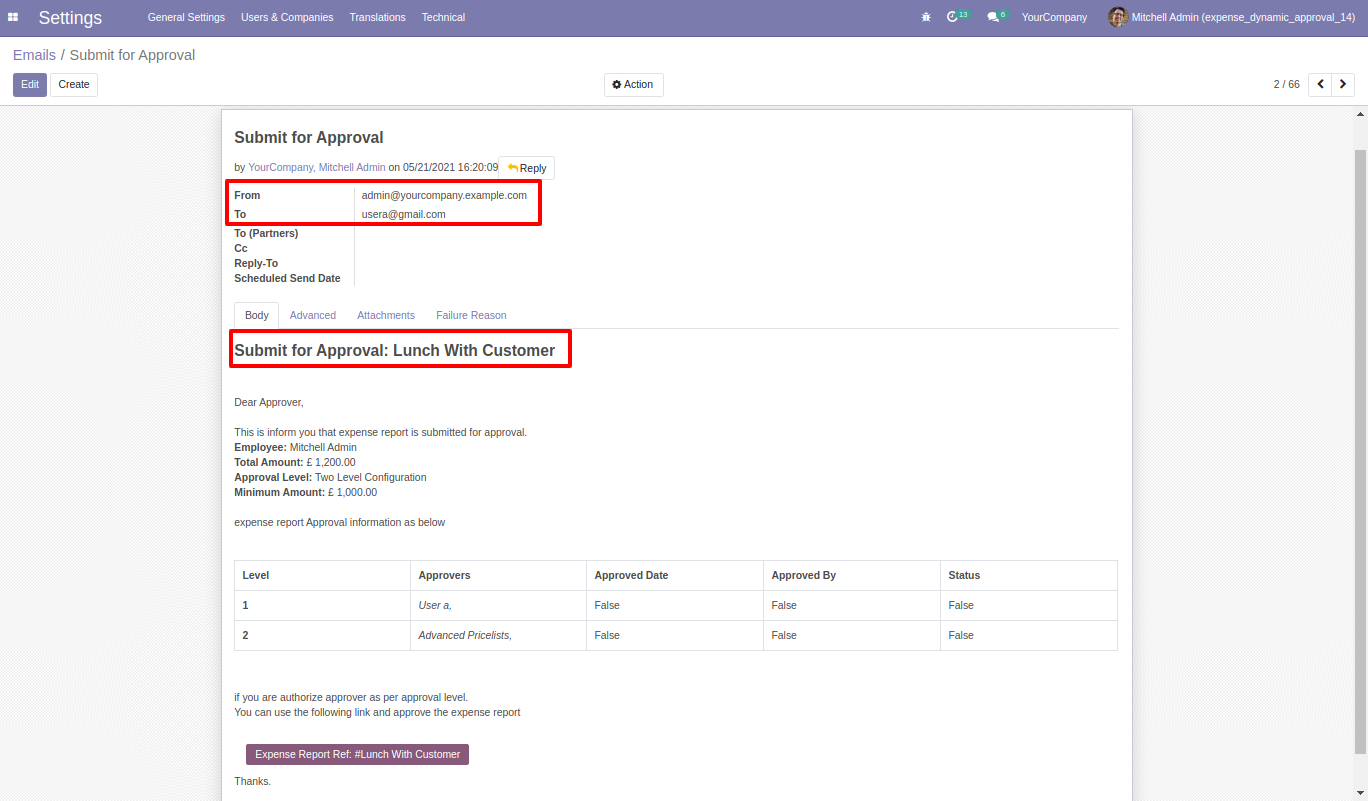 Settings General Settings Users & Companies Translations Technical 13 6 YourCompany Mitchell Admin (expense_dynamic_approval_14)
Emails / Submit for Approval
Edit Create Action 2 / 66
Submit for Approval
by YourCompany, Mitchell Admin on 05/21/2021 16:20:09 Reply
From admin@yourcompany.example.com
To usera@gmail.com
To (Partners)
Cc
Reply-To
Scheduled Send Date
Body Advanced Attachments Failure Reason
Submit for Approval: Lunch With Customer
Dear Approver,
This is inform you that expense report is submitted for approval.
Employee: Mitchell Admin
Total Amount: £ 1,200.00
Approval Level: Two Level Configuration
Minimum Amount: £ 1,000.00
expense report Approval information as below
Level Approvers Approved Date Approved By Status
1 User a, False False False
2 Advanced Pricelists, False False False
if you are authorize approver as per approval level.
You can use the following link and approve the expense report
Expense Report Ref: #Lunch With Customer
Thanks.